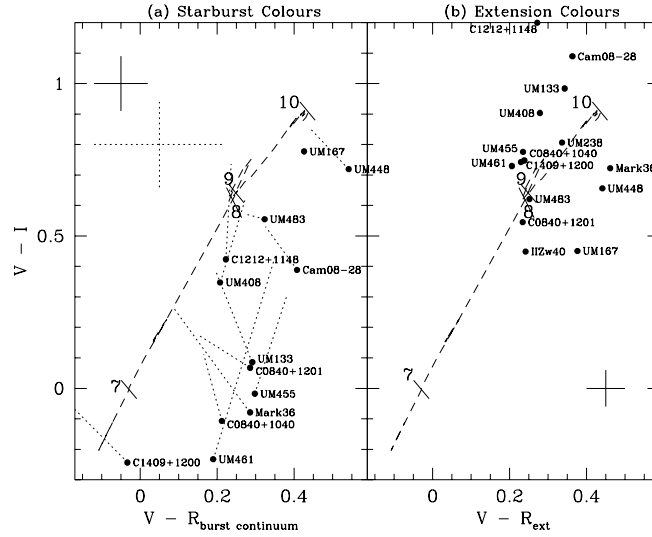 (a) Starburst Colours
(b) Extension Colours
V − I
1
0.5
0
10
9
8
7
UM167
UM448
UM483
C1212+1148
Cam08−28
UM408
UM133
C0840+1201
UM455
Mark36
C0840+1040
C1409+1200
UM461
0
0.2
0.4
V − R burst continuum
C1212+1148
Cam08−28
UM133
10
UM408
UM238
UM455
C0840+1040
UM461
C1409+1200
Mark36
9
UM448
UM483
8
C0840+1201
IIZw40
UM167
7
0
0.2
0.4
V − R ext